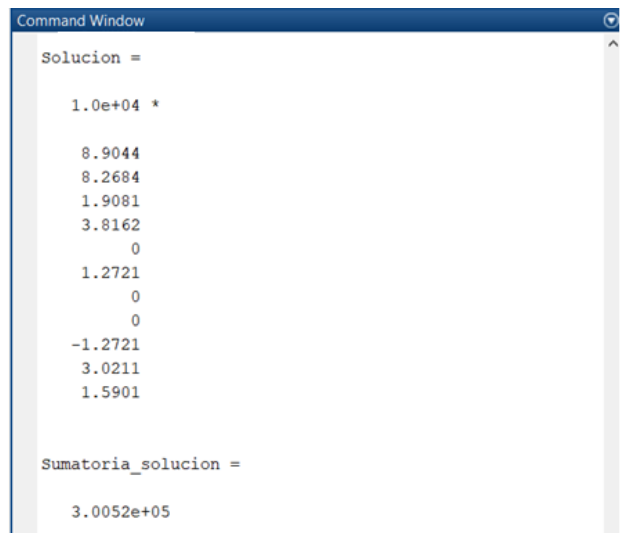 Command Window
Solucion =
1.0e+04 *
8.9044
8.2684
1.9081
3.8162
0
1.2721
0
0
-1.2721
3.0211
1.5901
Sumatoria_solucion =
3.0052e+05